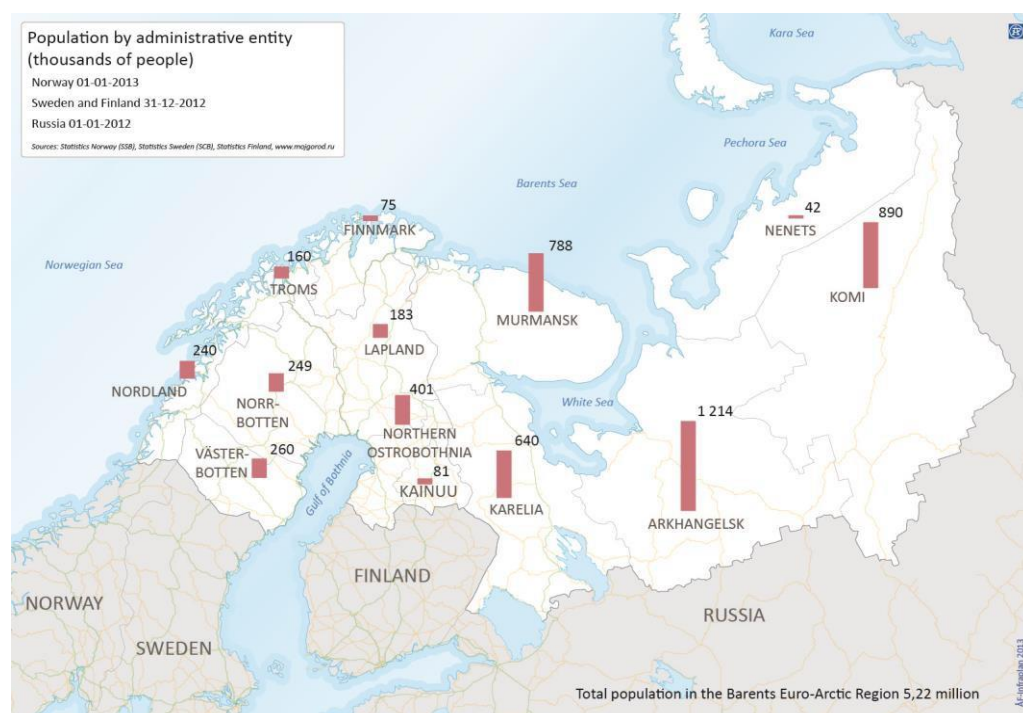 Population by administrative entity
(thousands of people)
Norway 01-01-2013
Sweden and Finland 31-12-2012
Russia 01-01-2012
Sources: Statistics Norway (SSB), Statistics Sweden (SCB), Statistics Finland, www.mojgorod.ru
Kara Sea
Pechora Sea
Barents Sea
Norwegian Sea
75
FINNMARK
42
NENETS
890
KOMI
160
TROMS
788
MURMANSK
183
LAPLAND
240
NORDLAND
249
NORR-
BOTTEN
401
NORTHERN
OSTROBOTHNIA
White Sea
1 214
ARKHANGELSK
260
VÄSTER-
BOTTEN
Gulf of Bothnia
81
KAINUU
640
KARELIA
FINLAND
NORWAY
SWEDEN
RUSSIA
Total population in the Barents Euro-Arctic Region 5,22 million
ÅF-Infraplan 2013